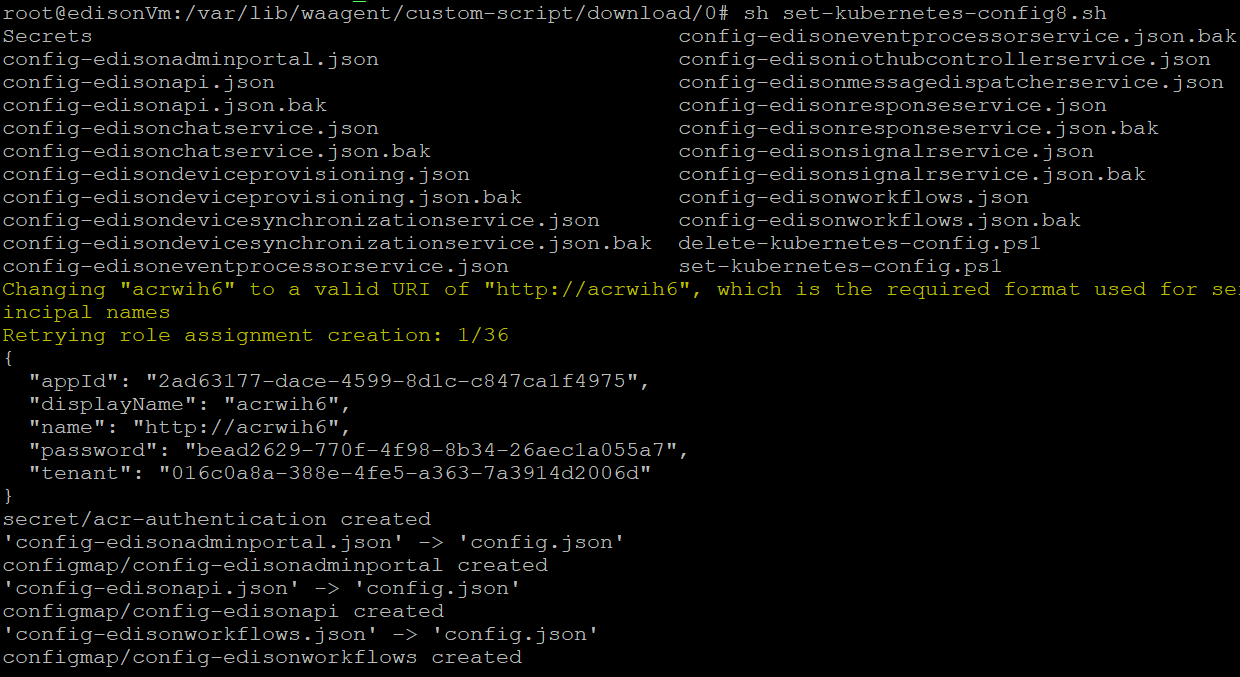 root@edisonVm:/var/lib/waagent/custom-script/download/0# sh set-kubernetes-config8.sh
Secrets config-edisoneventprocessorservice.json.bak
config-edisonadminportal.json config-edisoniothubcontrollerservice.json
config-edisonapi.json config-edisonmessagedispatcherservice.json
config-edisonapi.json.bak config-edisonresponseservice.json
config-edisonchatservice.json config-edisonresponseservice.json.bak
config-edisonchatservice.json.bak config-edisonsignalrservice.json
config-edisondeviceprovisioning.json config-edisonsignalrservice.json.bak
config-edisondeviceprovisioning.json.bak config-edisonworkflows.json
config-edisondevicesynchronizationservice.json config-edisonworkflows.json.bak
config-edisondevicesynchronizationservice.json.bak delete-kubernetes-config.ps1
config-edisoneventprocessorservice.json set-kubernetes-config.ps1
Changing "acrwih6" to a valid URI of "http://acrwih6", which is the required format used for se
incipal names
Retrying role assignment creation: 1/36
{
"appId": "2ad63177-dace-4599-8d1c-c847ca1f4975",
"displayName": "acrwih6",
"name": "http://acrwih6",
"password": "bead2629-770f-4f98-8b34-26aec1a055a7",
"tenant": "016c0a8a-388e-4fe5-a363-7a3914d2006d"
}
secret/acr-authentication created
'config-edisonadminportal.json' -> 'config.json'
configmap/config-edisonadminportal created
'config-edisonapi.json' -> 'config.json'
configmap/config-edisonapi created
'config-edisonworkflows.json' -> 'config.json'
configmap/config-edisonworkflows created